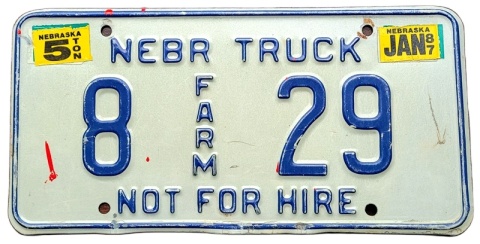 NEBRASKA
5 TON
NEBR TRUCK
NEBRASKA
JAN 87
8 FARM 29
NOT FOR HIRE